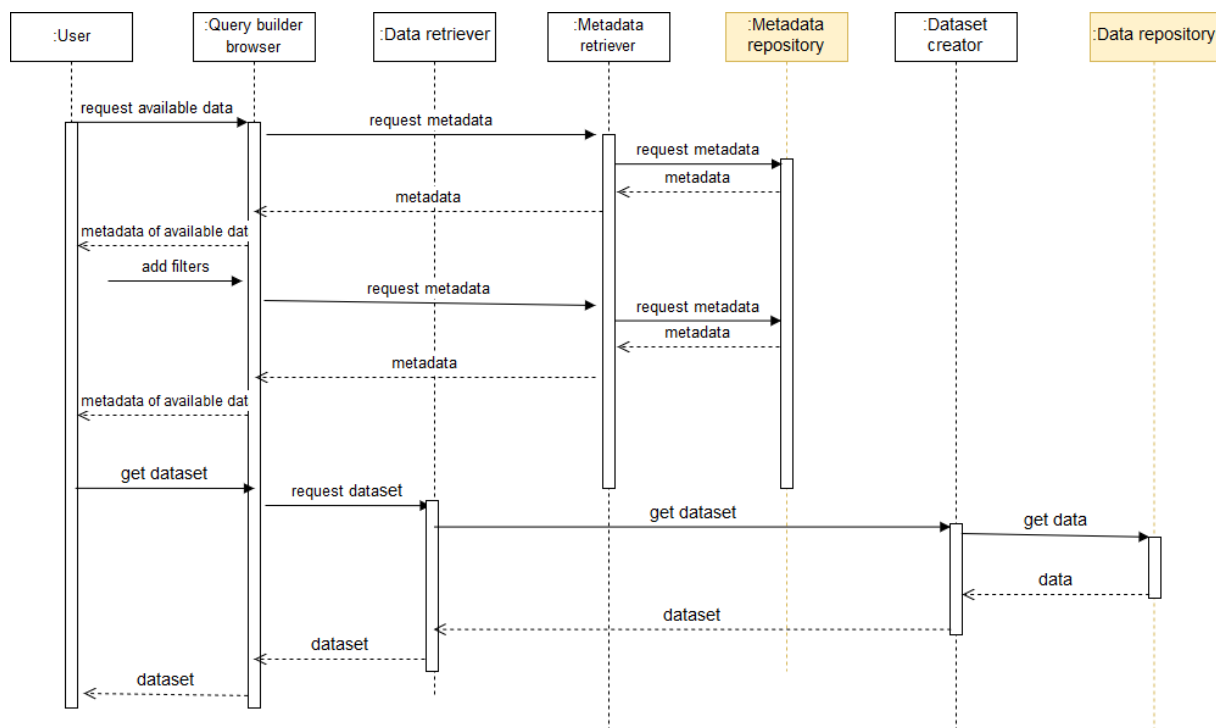 :User
:Query builder
browser
:Data retriever
:Metadata
retriever
:Metadata
repository
:Dataset
creator
:Data repository
request available data
request metadata
request metadata
metadata
metadata
metadata of available dat
add filters
request metadata
request metadata
metadata
metadata
metadata of available dat
get dataset
request dataset
get dataset
get data
data
dataset
dataset
dataset